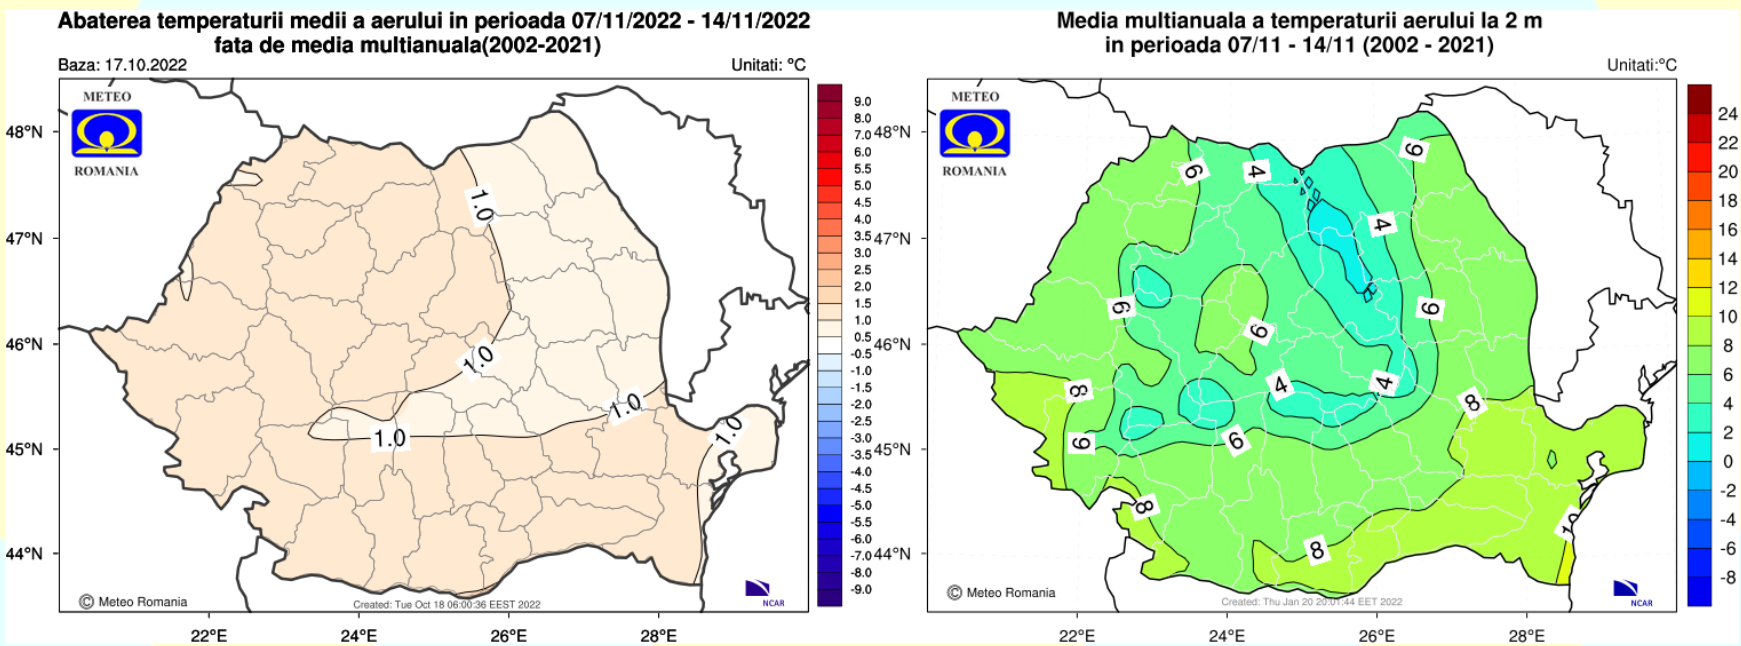 Abaterea temperaturii medii a aerului in perioada 07/11/2022 - 14/11/2022
fata de media multianuala(2002-2021)
Baza: 17.10.2022
Unitati: °C
METEO
ROMANIA
48°N
47°N
46°N
45°N
44°N
1.0
1.0
1.0
1.0
1.0
9.0
8.0
7.0
6.0
5.5
5.0
4.5
4.0
3.5
3.0
2.5
2.0
1.5
1.0
0.5
-0.5
-1.0
-1.5
-2.0
-2.5
-3.0
-3.5
-4.0
-4.5
-5.0
-5.5
-6.0
-7.0
-8.0
-9.0
© Meteo Romania
Created: Tue Oct 18 06:00:36 EEST 2022
NCAR
22°E
24°E
26°E
28°E
Media multianuala a temperaturii aerului la 2 m
in perioada 07/11 - 14/11 (2002 - 2021)
Unitati:°C
METEO
ROMANIA
48°N
47°N
46°N
45°N
44°N
6
4
6
4
6
6
6
8
4
4
8
6
6
8
8
24
22
20
18
16
14
12
10
8
6
4
2
0
-2
-4
-6
-8
© Meteo Romania
Created: Thu Jan 20 20:01:44 EET 2022
NCAR
22°E
24°E
26°E
28°E